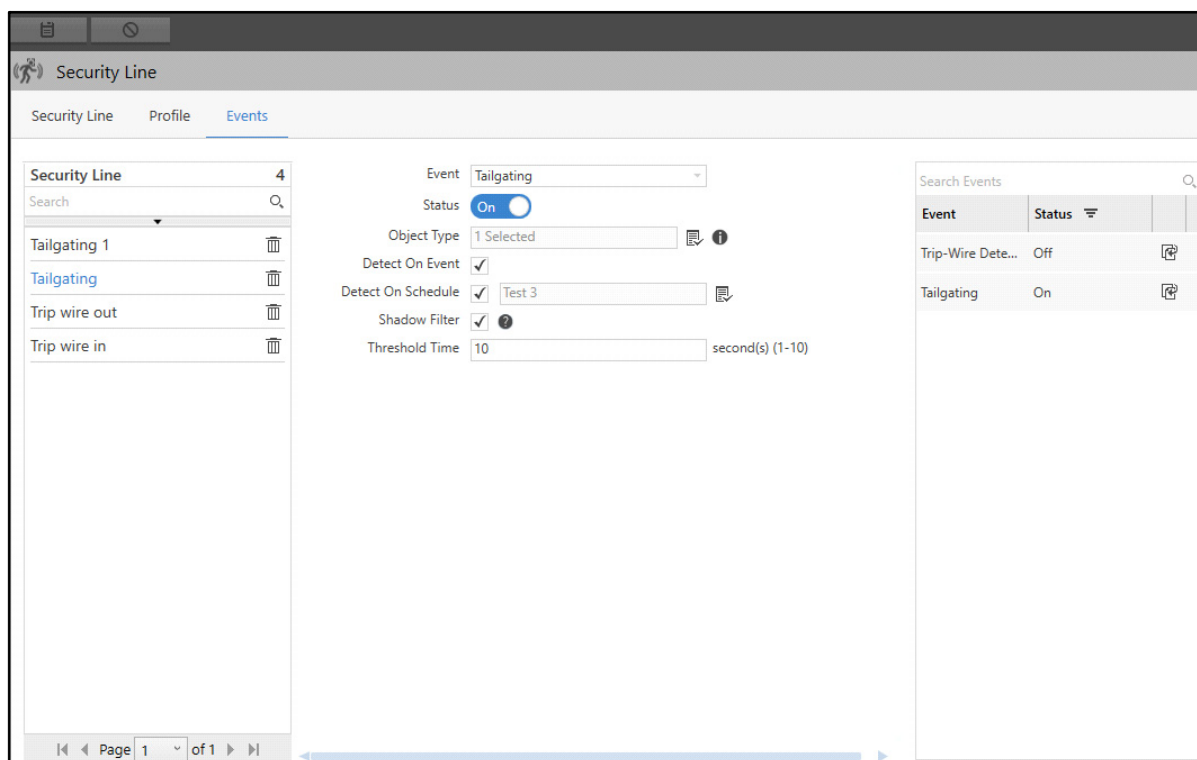 Security Line
Security Line Profile Events
Security Line 4
Search
Tailgating 1
Tailgating
Trip wire out
Trip wire in
Page 1 of 1
Event Tailgating
Status On
Object Type 1 Selected
Detect On Event
Detect On Schedule Test 3
Shadow Filter
Threshold Time 10 second(s) (1-10)
Search Events
Event Status
Trip-Wire Dete... Off
Tailgating On